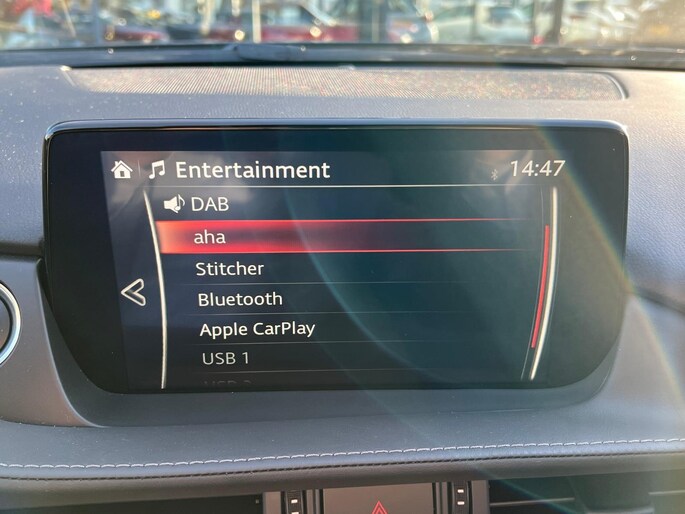 Entertainment 14:47
DAB
aha
Stitcher
Bluetooth
Apple CarPlay
USB 1